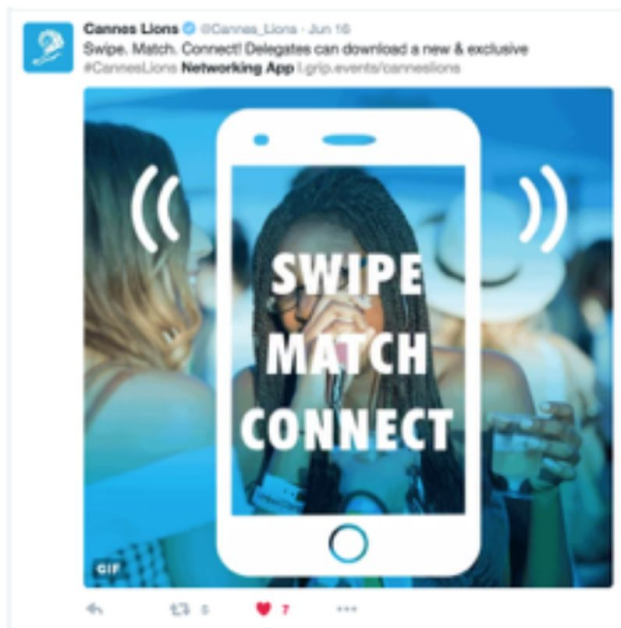 Cannes Lions @Cannes_Lions · Jun 16
Swipe. Match. Connect! Delegates can download a new & exclusive
#CannesLions Networking App l.grip.events/canneslions
SWIPE
MATCH
CONNECT
GIF
5 7